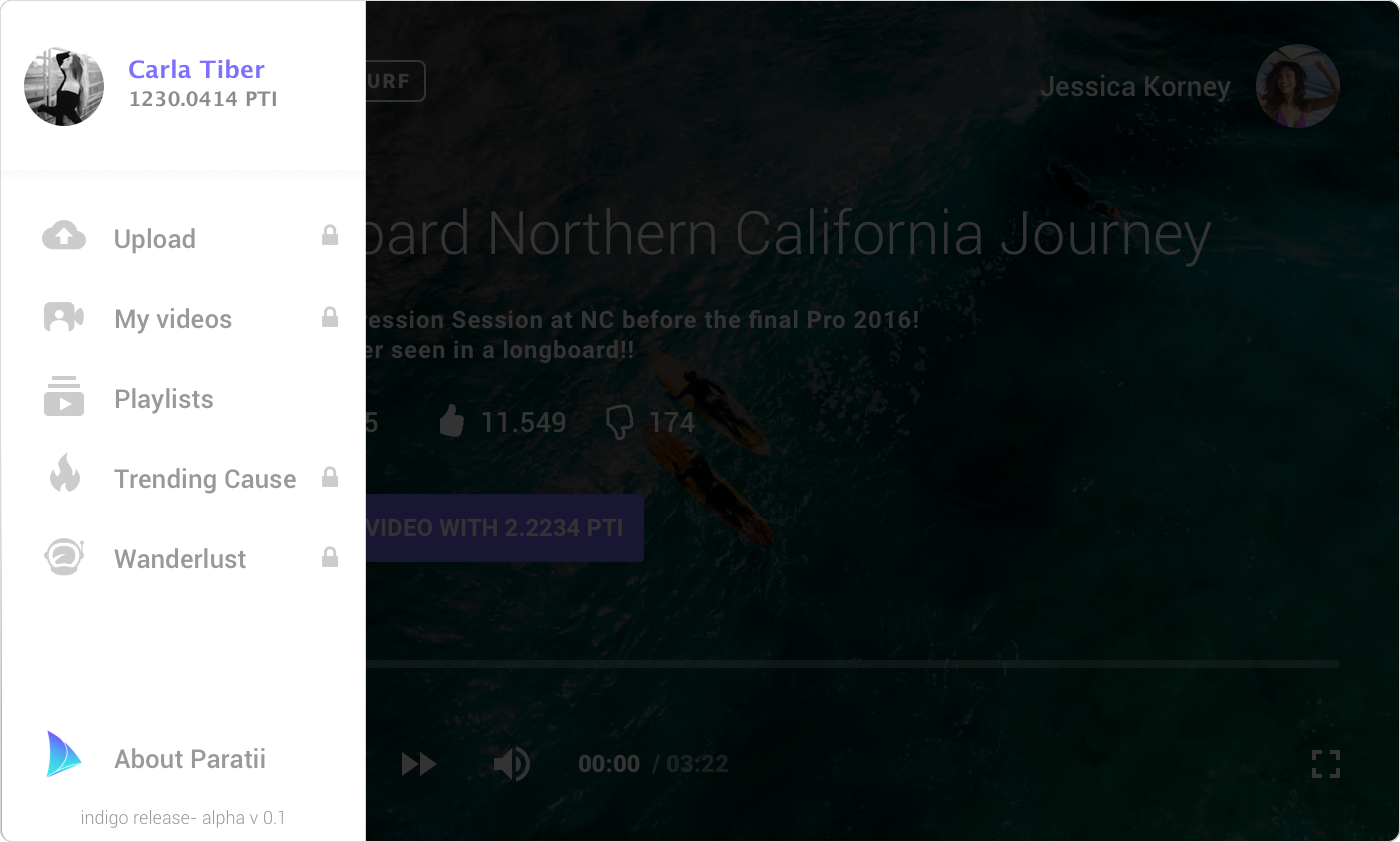 Carla Tiber
1230.0414 PTI
Upload
My videos
Playlists
Trending Cause
Wanderlust
About Paratii
indigo release- alpha v 0.1
URF
Jessica Korney
oard Northern California Journey
ession Session at NC before the final Pro 2016!
er seen in a longboard!!
5 11.549 174
VIDEO WITH 2.2234 PTI
00:00 / 03:22